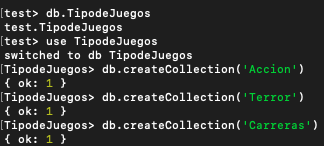 [test> db.TipodeJuegos
test.TipodeJuegos
[test> use TipodeJuegos
switched to db TipodeJuegos
[TipodeJuegos> db.createCollection('Accion')
{ ok: 1 }
[TipodeJuegos> db.createCollection('Terror')
{ ok: 1 }
[TipodeJuegos> db.createCollection('Carreras')
{ ok: 1 }